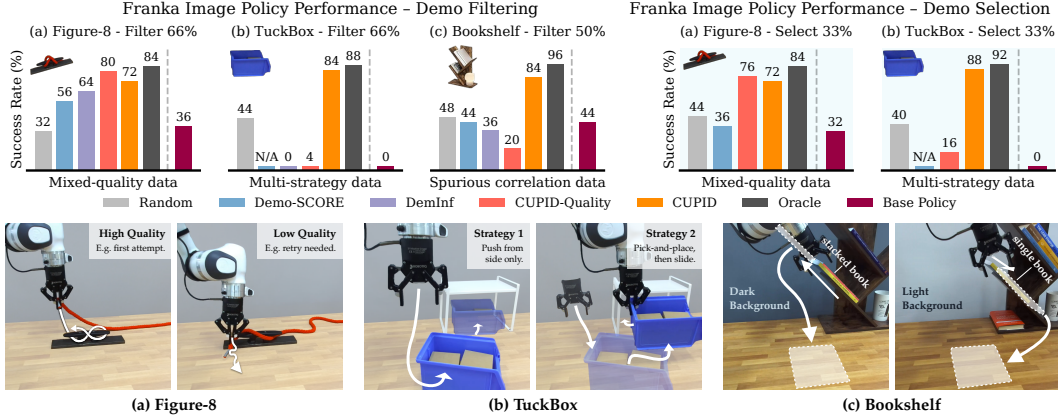 Franka Image Policy Performance – Demo Filtering
Franka Image Policy Performance – Demo Selection
(a) Figure-8 - Filter 66%
(b) TuckBox - Filter 66%
(c) Bookshelf - Filter 50%
(a) Figure-8 - Select 33%
(b) TuckBox - Select 33%
Success Rate (%)
32 56 64 80 72 84 36
Mixed-quality data
44 N/A 0 4 84 88 0
Multi-strategy data
48 44 36 20 84 96 44
Spurious correlation data
Success Rate (%)
44 36 76 72 84 32
Mixed-quality data
40 N/A 16 88 92 0
Multi-strategy data
Random Demo-SCORE DemInf CUPID-Quality CUPID Oracle Base Policy
High Quality
E.g. first attempt.
Low Quality
E.g. retry needed.
Strategy 1
Push from
side only.
Strategy 2
Pick-and-place,
then slide.
stacked book
Dark
Background
single book
Light
Background
(a) Figure-8
(b) TuckBox
(c) Bookshelf